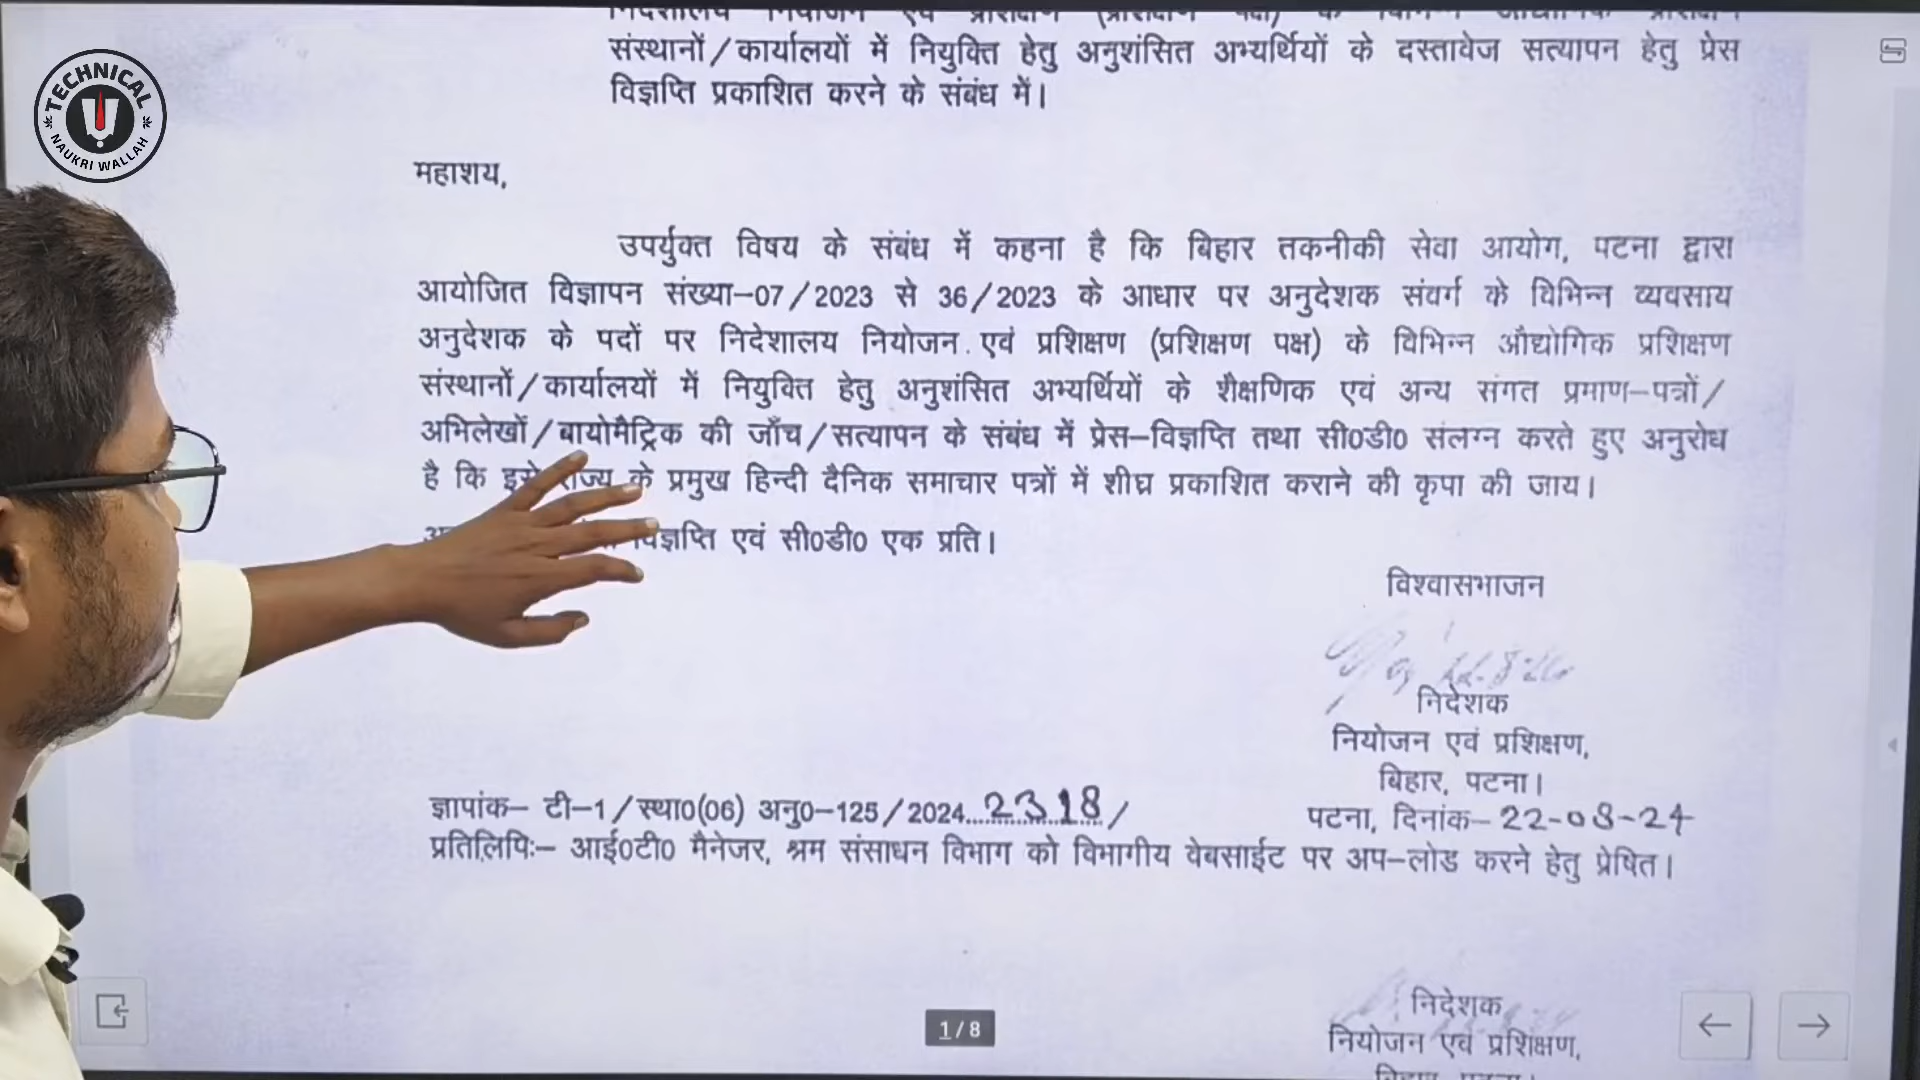 TECHNICAL
NAUKRI WALLAH
संस्थानों/कार्यालयों में नियुक्ति हेतु अनुशंसित अभ्यर्थियों के दस्तावेज सत्यापन हेतु प्रेस
विज्ञप्ति प्रकाशित करने के संबंध में।
महाशय,
उपर्युक्त विषय के संबंध में कहना है कि बिहार तकनीकी सेवा आयोग, पटना द्वारा
आयोजित विज्ञापन संख्या–07/2023 से 36/2023 के आधार पर अनुदेशक संवर्ग के विभिन्न व्यवसाय
अनुदेशक के पदों पर निदेशालय नियोजन एवं प्रशिक्षण (प्रशिक्षण पक्ष) के विभिन्न औद्योगिक प्रशिक्षण
संस्थानों/कार्यालयों में नियुक्ति हेतु अनुशंसित अभ्यर्थियों के शैक्षणिक एवं अन्य संगत प्रमाण–पत्रों/
अभिलेखों/बायोमैट्रिक की जाँच/सत्यापन के संबंध में प्रेस–विज्ञप्ति तथा सी0डी0 संलग्न करते हुए अनुरोध
है कि इसे राज्य के प्रमुख हिन्दी दैनिक समाचार पत्रों में शीघ्र प्रकाशित कराने की कृपा की जाय।
विज्ञप्ति एवं सी0डी0 एक प्रति।
विश्वासभाजन
निदेशक
नियोजन एवं प्रशिक्षण,
बिहार, पटना।
ज्ञापांक– टी–1/स्था0(06) अनु0–125/2024....2318/
पटना, दिनांक– 22-08-24
प्रतिलिपिः– आई0टी0 मैनेजर, श्रम संसाधन विभाग को विभागीय वेबसाईट पर अप–लोड करने हेतु प्रेषित।
निदेशक
नियोजन एवं प्रशिक्षण,
1/8